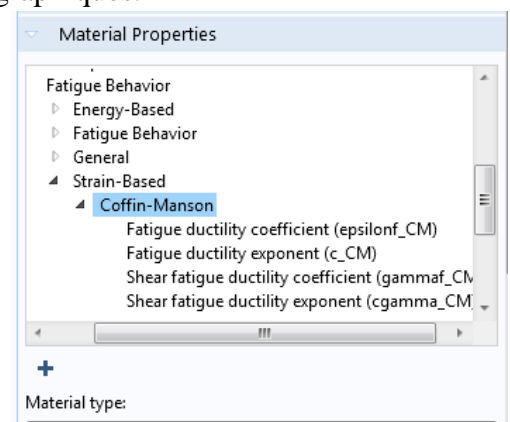 Material Properties
Fatigue Behavior
Energy-Based
Fatigue Behavior
General
Strain-Based
Coffin-Manson
Fatigue ductility coefficient (epsilonf_CM)
Fatigue ductility exponent (c_CM)
Shear fatigue ductility coefficient (gammaf_CM
Shear fatigue ductility exponent (cgamma_CM)
Material type: